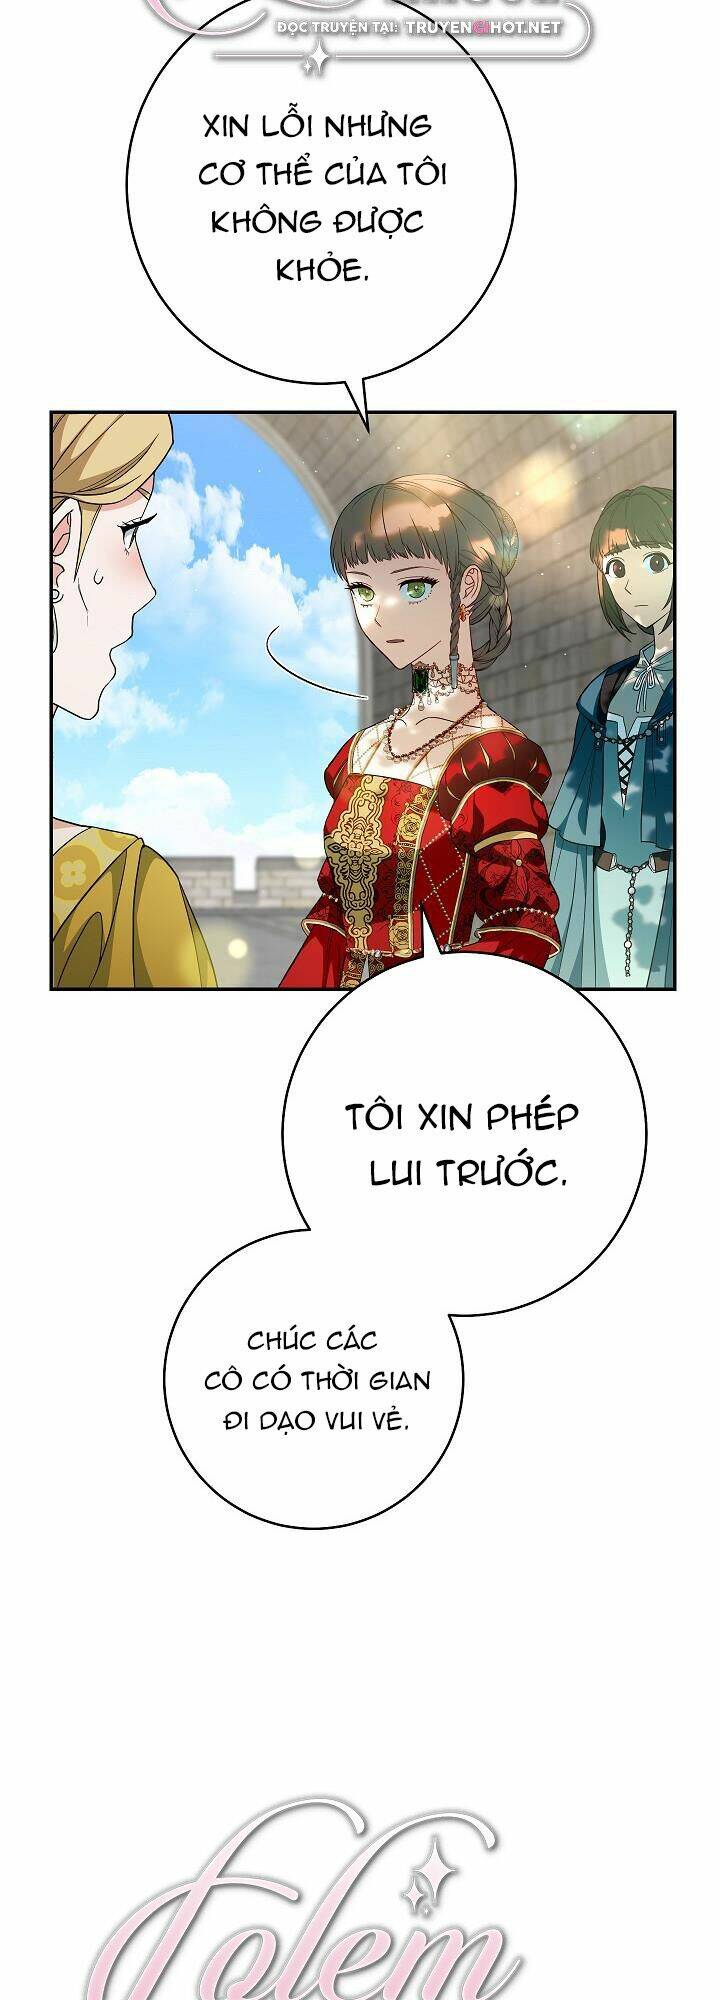 ĐỌC TRUYỆN TẠI: TRUYENQHOT.NET
XIN LỖI NHƯNG
CƠ THỂ CỦA TÔI
KHÔNG ĐƯỢC
KHỎE.
TÔI XIN PHÉP
LUI TRƯỚC.
CHÚC CÁC
CÔ CÓ THỜI GIAN
ĐI DẠO VUI VẺ.